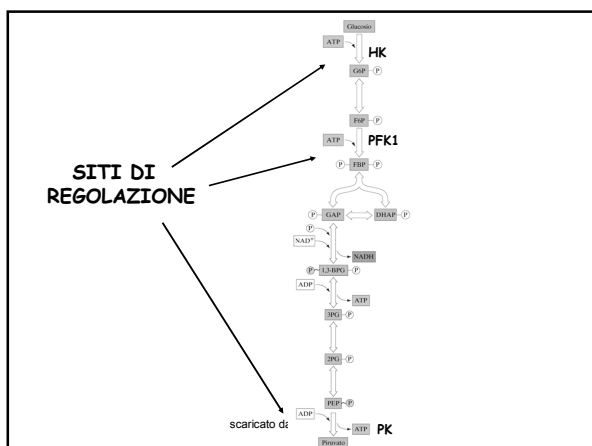 Glucosio
ATP
HK
G6P P
F6P P
ATP
PFK1
P FBP P
SITI DI
REGOLAZIONE
P GAP DHAP P
P
NAD+
NADH
P 1,3-BPG P
ADP
ATP
3PG P
2PG P
PEP P
ADP
scaricato da
ATP PK
Piruvato